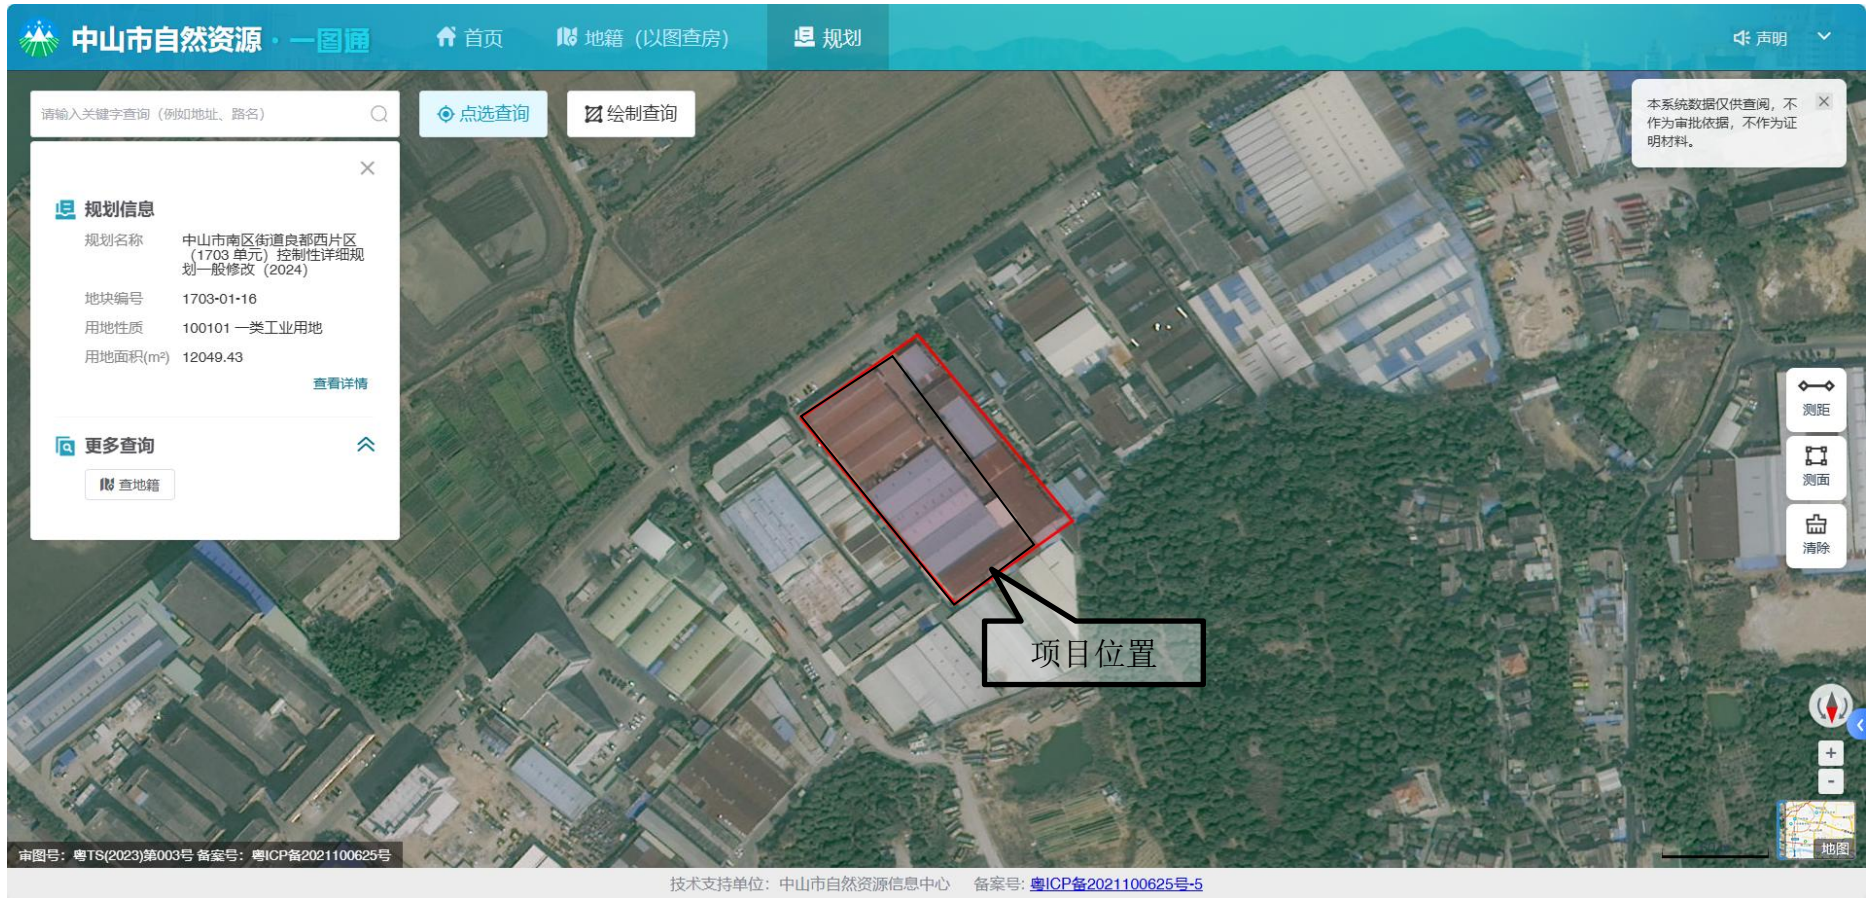 中山市自然资源·一图通
首页
地籍（以图查房）
规划
声明
请输入关键字查询（例如地址、路名）
点选查询
绘制查询
本系统数据仅供查阅，不
作为审批依据，不作为证
明材料。
规划信息
规划名称
中山市南区街道良都西片区
（1703 单元）控制性详细规
划一般修改（2024）
地块编号 1703-01-16
用地性质 100101 一类工业用地
用地面积(m²) 12049.43
查看详情
更多查询
查地籍
测距
测面
清除
项目位置
+
-
地图
审图号：粤TS(2023)第003号 备案号：粤ICP备2021100625号
技术支持单位：中山市自然资源信息中心 备案号: 粤ICP备2021100625号-5